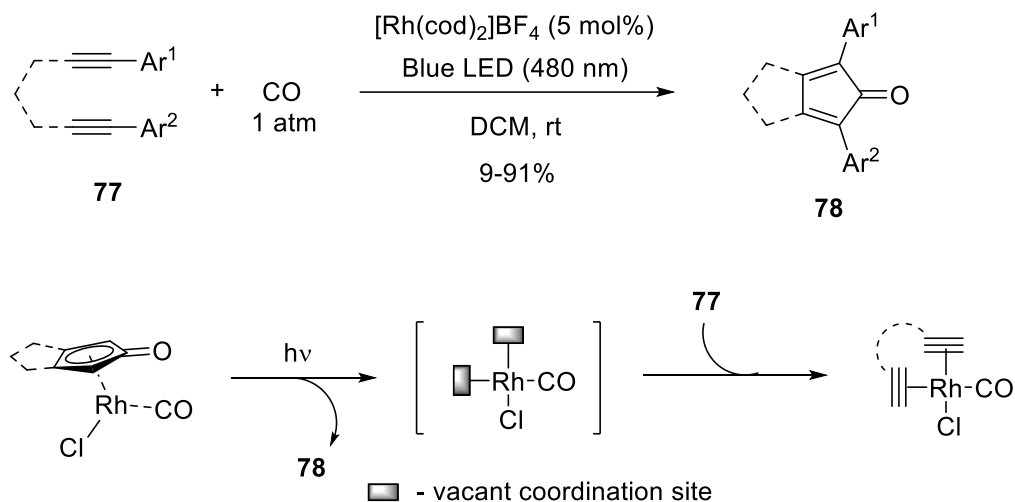 [Rh(cod)₂]BF₄ (5 mol%)
Blue LED (480 nm)
DCM, rt
9-91%
Ar¹
Ar²
77
+
CO
1 atm
Ar¹
O
Ar²
78
O
Rh
CO
Cl
hν
78
Rh
CO
Cl
77
Rh
CO
Cl
- vacant coordination site